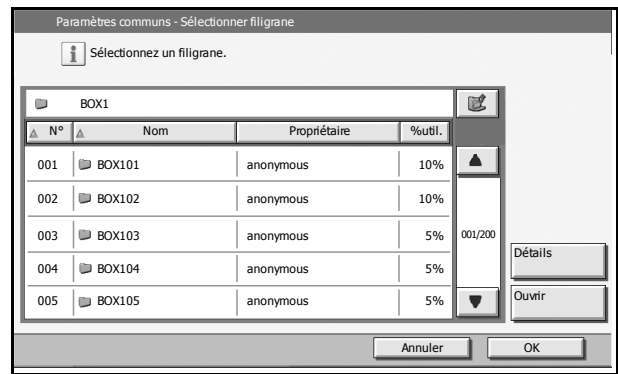 Paramètres communs - Sélectionner filigrane
Sélectionnez un filigrane.
BOX1
N° Nom Propriétaire %util.
001 BOX101 anonymous 10%
002 BOX102 anonymous 10%
003 BOX103 anonymous 5% 001/200
004 BOX104 anonymous 5%
Détails
005 BOX105 anonymous 5%
Ouvrir
Annuler OK